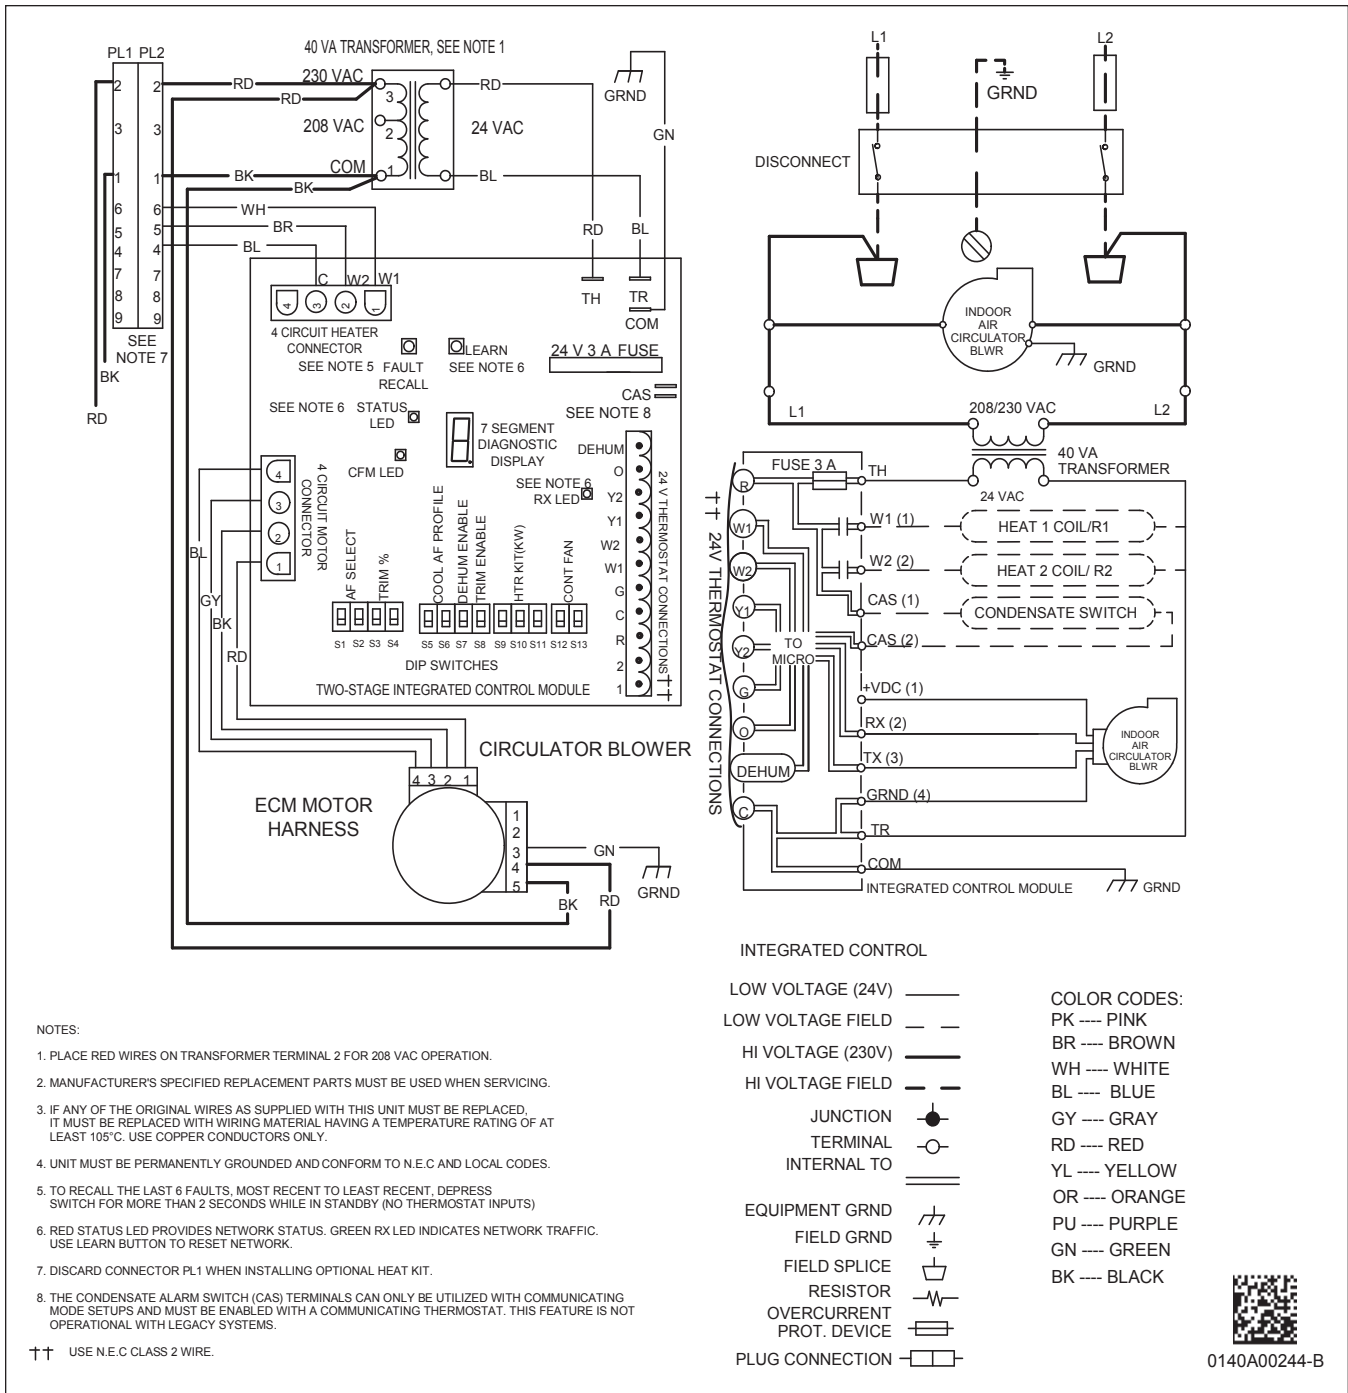 40 VA TRANSFORMER, SEE NOTE 1
PL1 PL2
230 VAC
208 VAC
COM
24 VAC
3
2
1
RD
RD
BK
BK
WH
BR
BL
RD
BL
RD
BL
GN
GRND
2 2
3 3
1 1
6 6
5 5
4 4
7 7
8 8
9 9
SEE
NOTE 7
BK
RD
TH
TR
COM
C W2 W1
4 3 2 1
4 CIRCUIT HEATER
CONNECTOR
SEE NOTE 5
FAULT
RECALL
LEARN
SEE NOTE 6
24 V 3 A FUSE
CAS
SEE NOTE 8
SEE NOTE 6
STATUS
LED
CFM LED
7 SEGMENT
DIAGNOSTIC
DISPLAY
SEE NOTE 6
RX LED
DEHUM
O
Y2
Y1
W2
W1
G
C
R
2
1
24 V THERMOSTAT CONNECTIONS ††
4
3
2
1
4 CIRCUIT MOTOR
CONNECTOR
BL
GY
BK
RD
AF SELECT
TRIM %
COOL AF PROFILE
DEHUM ENABLE
TRIM ENABLE
HTR KIT(KW)
CONT FAN
S1 S2 S3 S4
S5 S6 S7 S8 S9 S10 S11 S12 S13
DIP SWITCHES
TWO-STAGE INTEGRATED CONTROL MODULE
CIRCULATOR BLOWER
ECM MOTOR
HARNESS
4 3 2 1
1
2
3
4
5
GN
GRND
BK
RD
L1
L2
GRND
DISCONNECT
INDOOR
AIR
CIRCULATOR
BLWR
GRND
L1
208/230 VAC
L2
40 VA
TRANSFORMER
24 VAC
FUSE 3 A
TH
R
W1
W2
Y1
Y2
G
O
DEHUM
C
†† 24V THERMOSTAT CONNECTIONS
TO
MICRO
W1 (1)
HEAT 1 COIL/R1
W2 (2)
HEAT 2 COIL/ R2
CAS (1)
CONDENSATE SWITCH
CAS (2)
+VDC (1)
RX (2)
TX (3)
GRND (4)
TR
COM
INDOOR
AIR
CIRCULATOR
BLWR
INTEGRATED CONTROL MODULE
GRND
INTEGRATED CONTROL
LOW VOLTAGE (24V)
LOW VOLTAGE FIELD
HI VOLTAGE (230V)
HI VOLTAGE FIELD
JUNCTION
TERMINAL
INTERNAL TO
EQUIPMENT GRND
FIELD GRND
FIELD SPLICE
RESISTOR
OVERCURRENT
PROT. DEVICE
PLUG CONNECTION
COLOR CODES:
PK ---- PINK
BR ---- BROWN
WH ---- WHITE
BL ---- BLUE
GY ---- GRAY
RD ---- RED
YL ---- YELLOW
OR ---- ORANGE
PU ---- PURPLE
GN ---- GREEN
BK ---- BLACK
NOTES:
1. PLACE RED WIRES ON TRANSFORMER TERMINAL 2 FOR 208 VAC OPERATION.
2. MANUFACTURER'S SPECIFIED REPLACEMENT PARTS MUST BE USED WHEN SERVICING.
3. IF ANY OF THE ORIGINAL WIRES AS SUPPLIED WITH THIS UNIT MUST BE REPLACED,
IT MUST BE REPLACED WITH WIRING MATERIAL HAVING A TEMPERATURE RATING OF AT
LEAST 105°C. USE COPPER CONDUCTORS ONLY.
4. UNIT MUST BE PERMANENTLY GROUNDED AND CONFORM TO N.E.C AND LOCAL CODES.
5. TO RECALL THE LAST 6 FAULTS, MOST RECENT TO LEAST RECENT, DEPRESS
SWITCH FOR MORE THAN 2 SECONDS WHILE IN STANDBY (NO THERMOSTAT INPUTS)
6. RED STATUS LED PROVIDES NETWORK STATUS. GREEN RX LED INDICATES NETWORK TRAFFIC.
USE LEARN BUTTON TO RESET NETWORK.
7. DISCARD CONNECTOR PL1 WHEN INSTALLING OPTIONAL HEAT KIT.
8. THE CONDENSATE ALARM SWITCH (CAS) TERMINALS CAN ONLY BE UTILIZED WITH COMMUNICATING
MODE SETUPS AND MUST BE ENABLED WITH A COMMUNICATING THERMOSTAT. THIS FEATURE IS NOT
OPERATIONAL WITH LEGACY SYSTEMS.
†† USE N.E.C CLASS 2 WIRE.
0140A00244-B